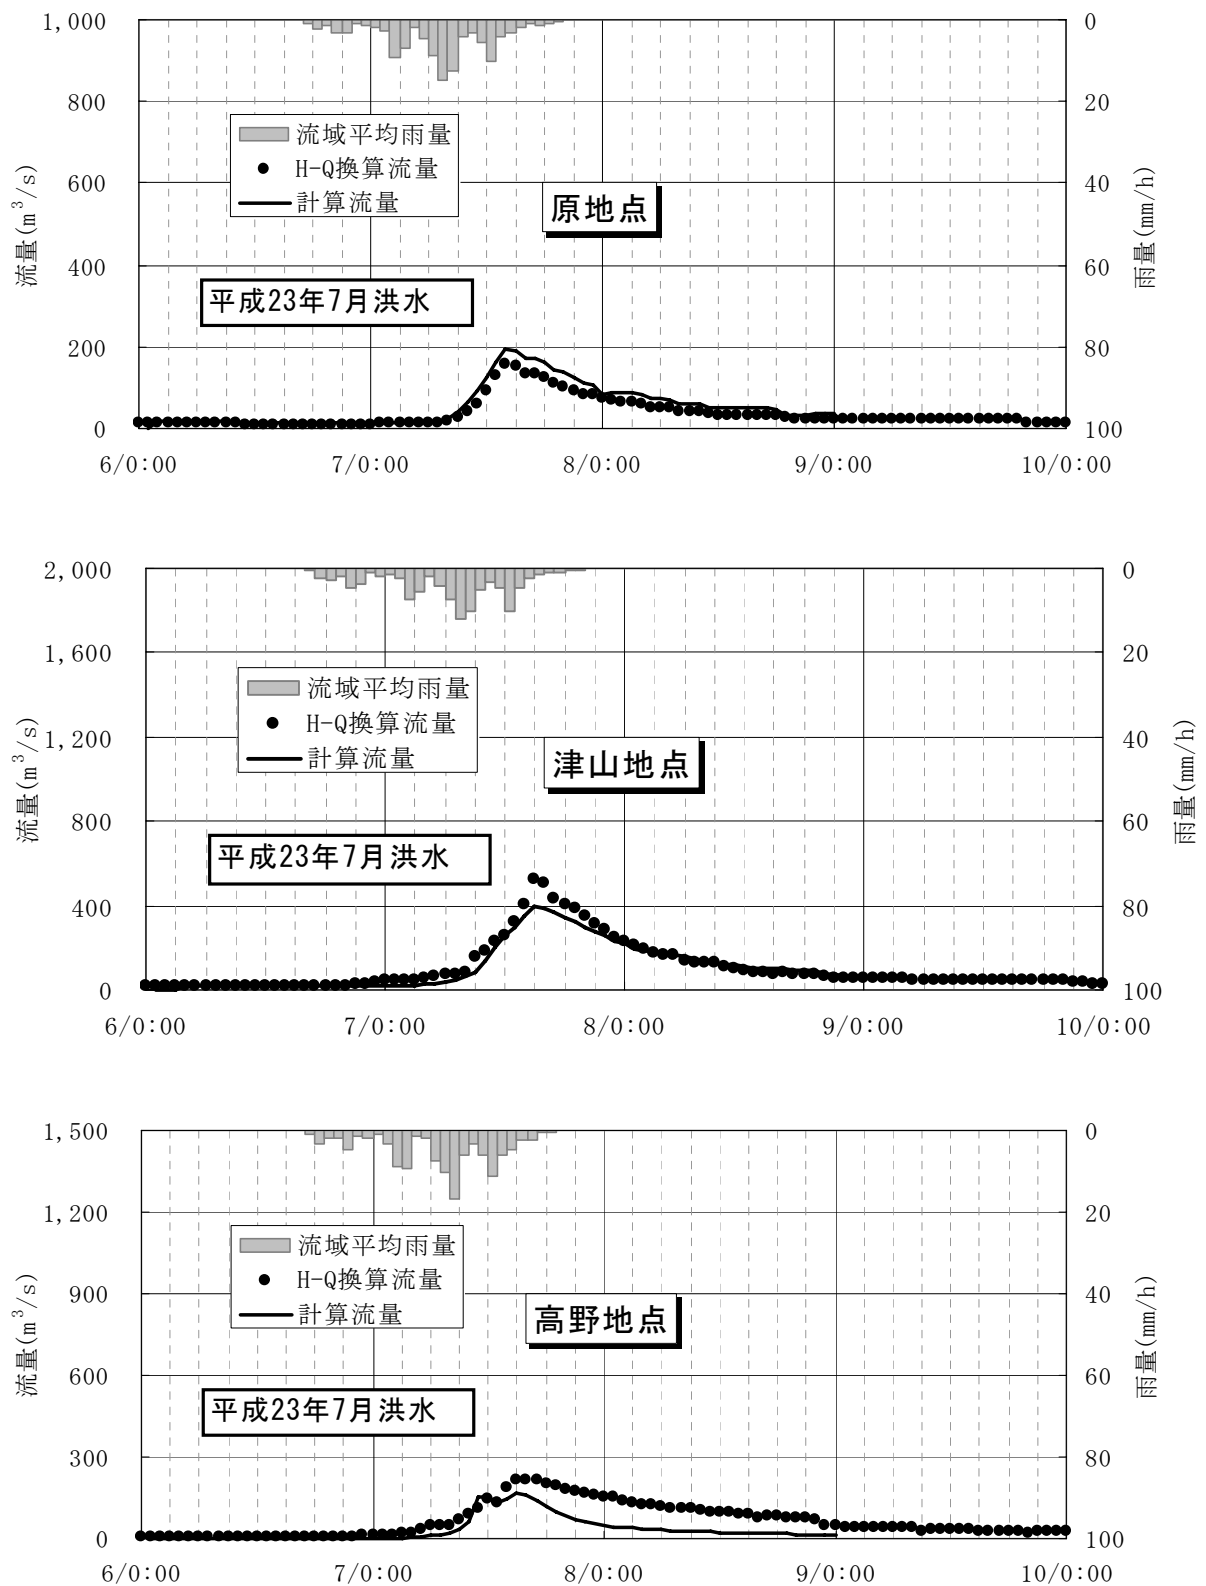 1,000
800
600
400
200
0
0
20
40
60
80
100
流量(m³/s)
雨量(mm/h)
流域平均雨量
H-Q換算流量
計算流量
原地点
平成23年7月洪水
6/0:00
7/0:00
8/0:00
9/0:00
10/0:00
2,000
1,600
1,200
800
400
0
0
20
40
60
80
100
流量(m³/s)
雨量(mm/h)
流域平均雨量
H-Q換算流量
計算流量
津山地点
平成23年7月洪水
6/0:00
7/0:00
8/0:00
9/0:00
10/0:00
1,500
1,200
900
600
300
0
0
20
40
60
80
100
流量(m³/s)
雨量(mm/h)
流域平均雨量
H-Q換算流量
計算流量
高野地点
平成23年7月洪水
6/0:00
7/0:00
8/0:00
9/0:00
10/0:00